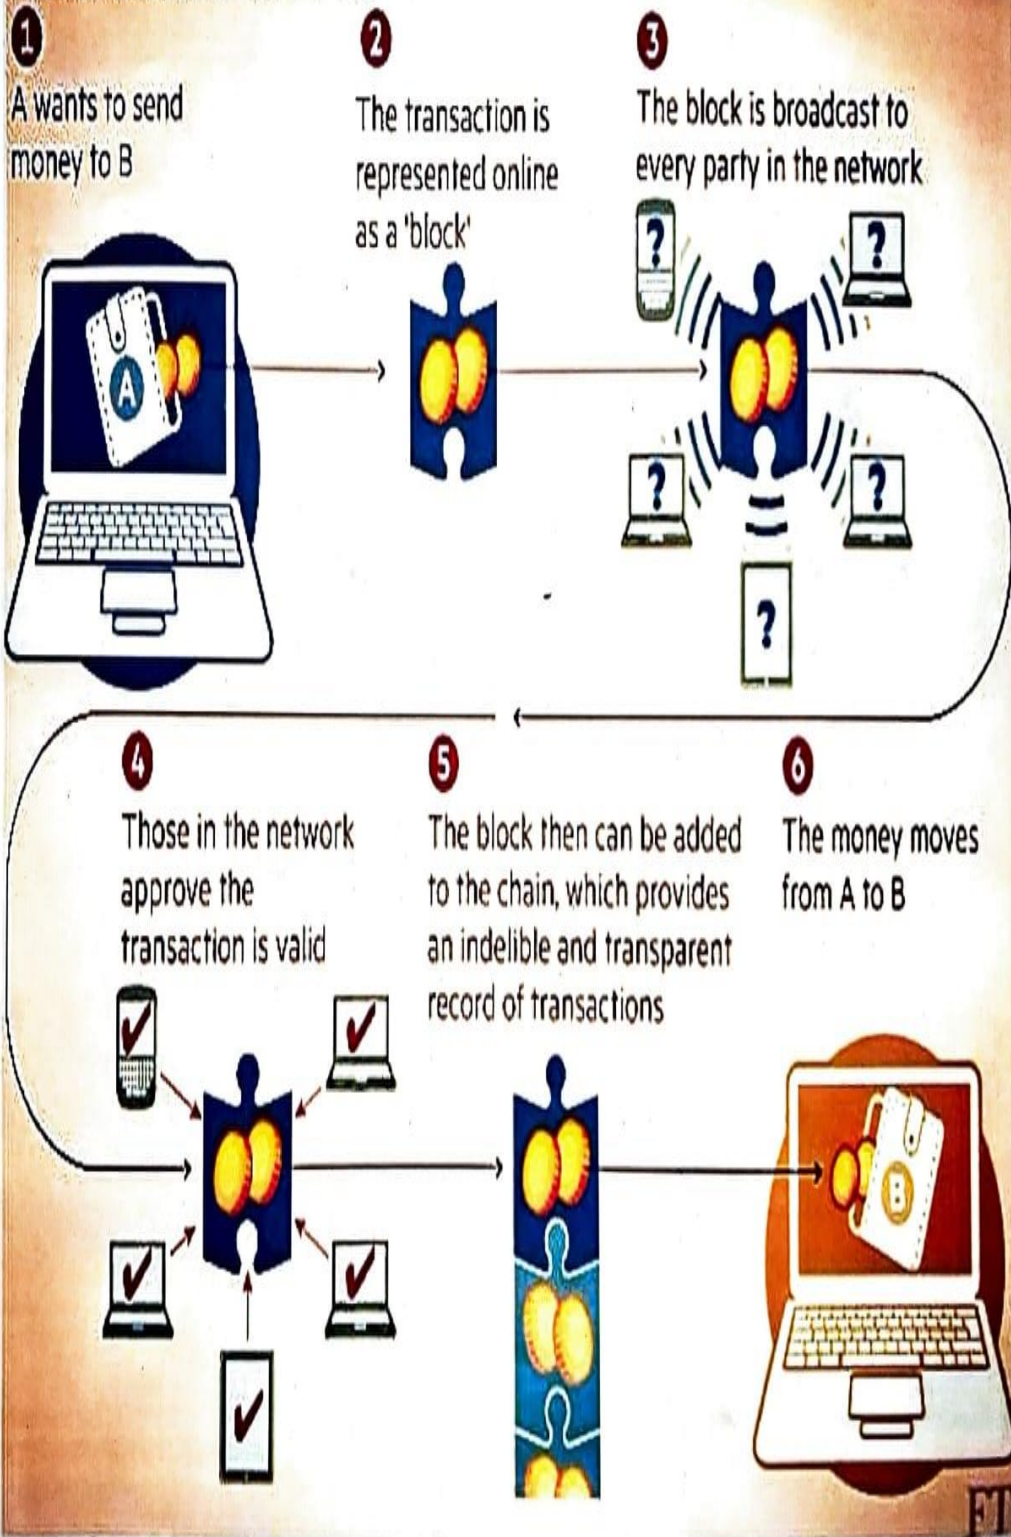 1
A wants to send
money to B
2
The transaction is
represented online
as a 'block'
3
The block is broadcast to
every party in the network
?
?
?
?
?
A
4
Those in the network
approve the
transaction is valid
5
The block then can be added
to the chain, which provides
an indelible and transparent
record of transactions
6
The money moves
from A to B
B
FT